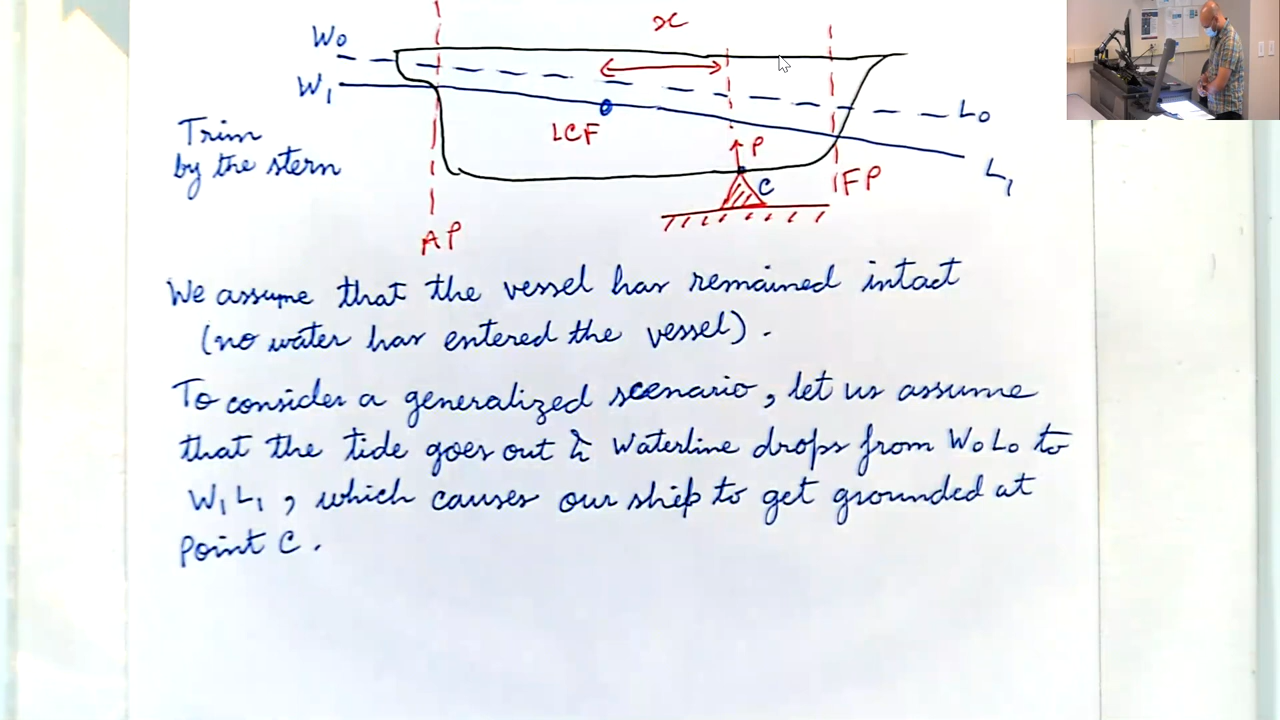 x
W0
W1
L0
L1
LCF
P
C
FP
AP
Trim
by the stern
We assume that the vessel has remained intact
(no water has entered the vessel).
To consider a generalized scenario, let us assume
that the tide goes out & Waterline drops from W0L0 to
W1L1, which causes our ship to get grounded at
Point C.